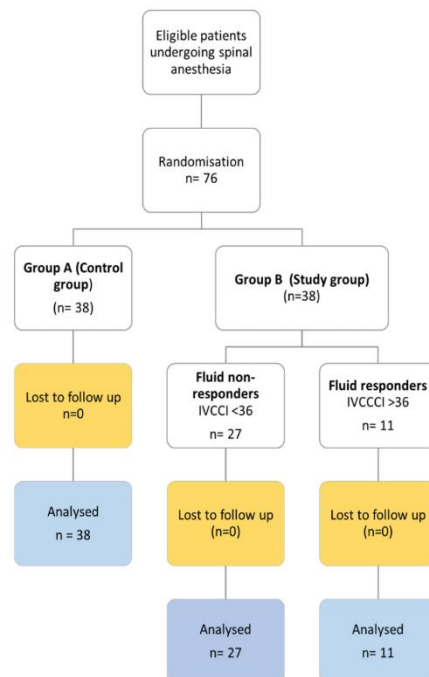 Eligible patients
undergoing spinal
anesthesia
Randomisation
n= 76
Group A (Control
group)
(n= 38)
Group B (Study group)
(n=38)
Lost to follow up
n=0
Fluid non-
responders
IVCCI <36
n= 27
Fluid responders
IVCCCI >36
n= 11
Analysed
n = 38
Lost to follow up
(n=0)
Lost to follow up
(n=0)
Analysed
n= 27
Analysed
n= 11